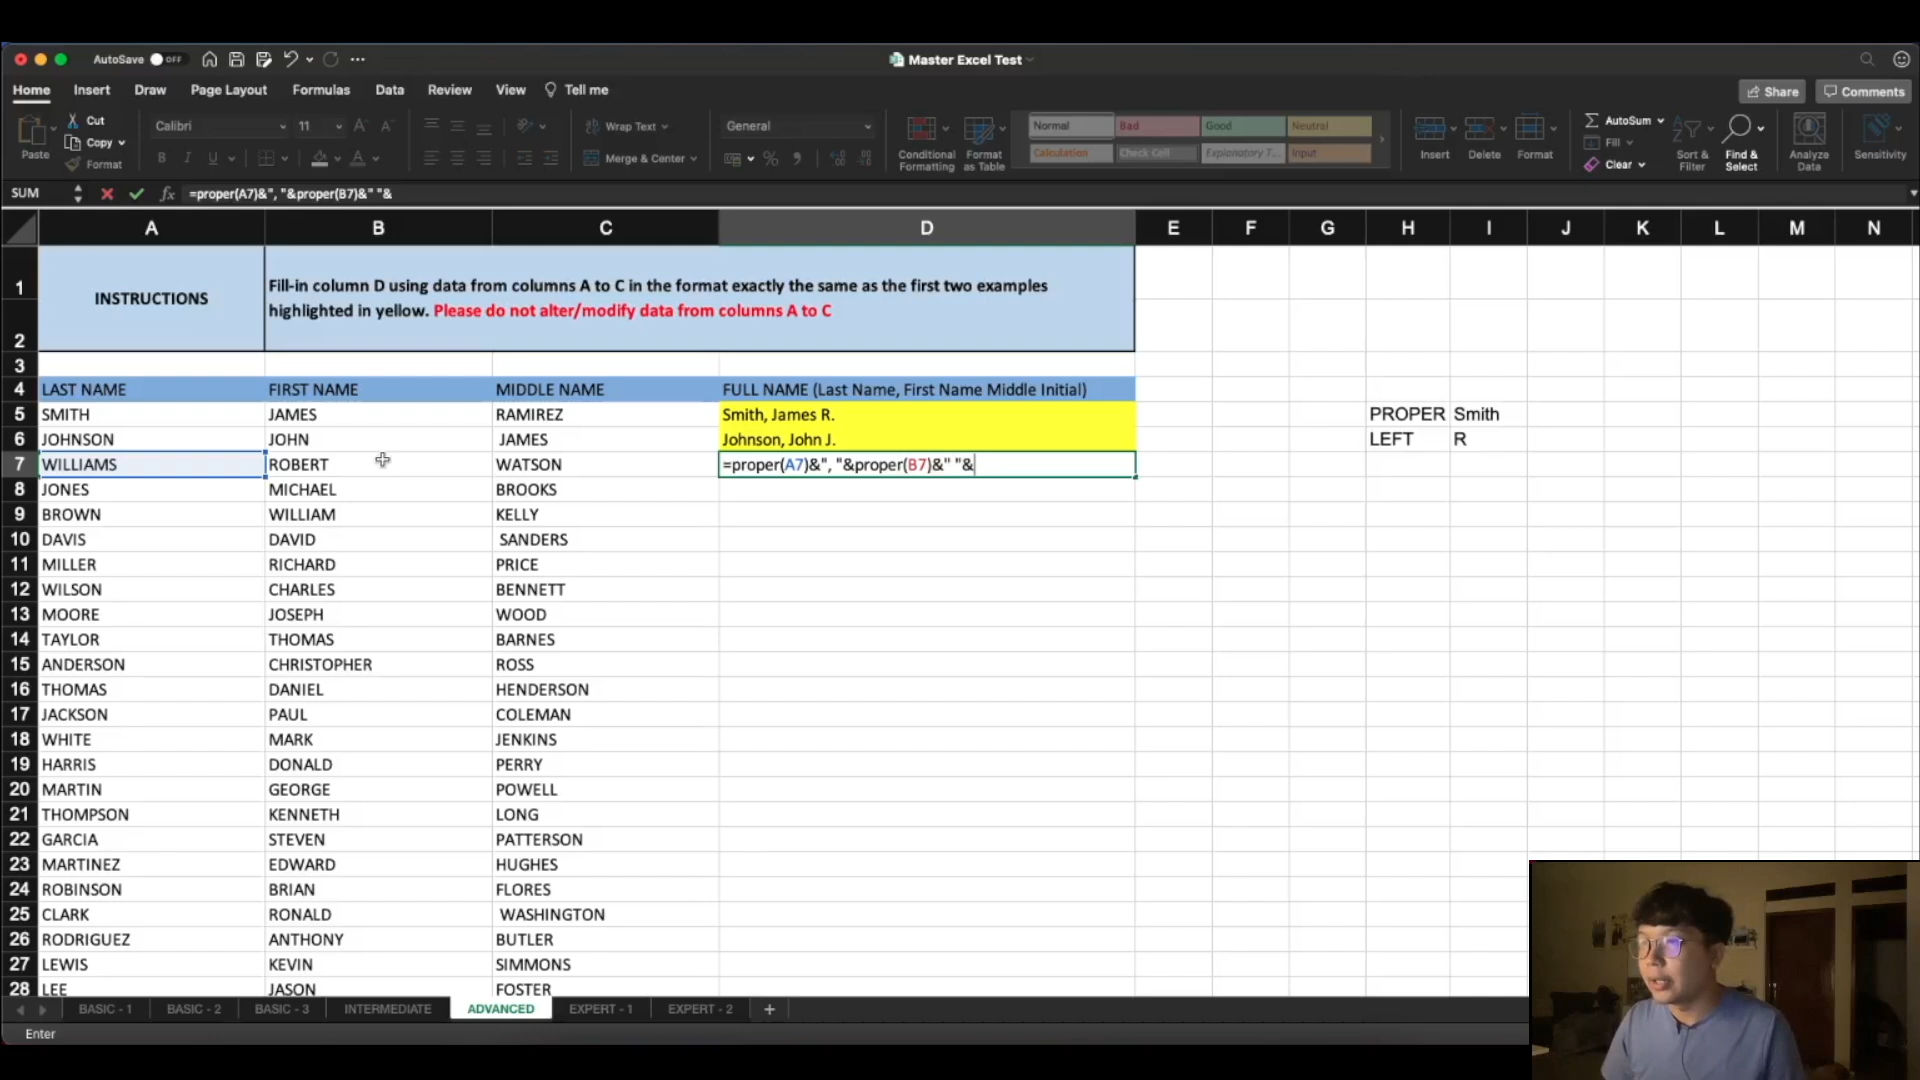 AutoSave OFF
Master Excel Test
Home Insert Draw Page Layout Formulas Data Review View Tell me
Share Comments
Paste
Cut
Copy
Format
Calibri 11
Wrap Text
Merge & Center
General
Conditional Formatting
Format as Table
Normal Bad Good Neutral
Calculation Check Cell Explanatory T... Input
Insert Delete Format
AutoSum
Fill
Clear
Sort & Filter
Find & Select
Analyze Data
Sensitivity
SUM fx =proper(A7)&", "&proper(B7)&" "&
A B C D E F G H I J K L M N
1
2
INSTRUCTIONS
Fill-in column D using data from columns A to C in the format exactly the same as the first two examples
highlighted in yellow. Please do not alter/modify data from columns A to C
3
4 LAST NAME FIRST NAME MIDDLE NAME FULL NAME (Last Name, First Name Middle Initial)
5 SMITH JAMES RAMIREZ Smith, James R. PROPER Smith
6 JOHNSON JOHN JAMES Johnson, John J. LEFT R
7 WILLIAMS ROBERT WATSON =proper(A7)&", "&proper(B7)&" "&
8 JONES MICHAEL BROOKS
9 BROWN WILLIAM KELLY
10 DAVIS DAVID SANDERS
11 MILLER RICHARD PRICE
12 WILSON CHARLES BENNETT
13 MOORE JOSEPH WOOD
14 TAYLOR THOMAS BARNES
15 ANDERSON CHRISTOPHER ROSS
16 THOMAS DANIEL HENDERSON
17 JACKSON PAUL COLEMAN
18 WHITE MARK JENKINS
19 HARRIS DONALD PERRY
20 MARTIN GEORGE POWELL
21 THOMPSON KENNETH LONG
22 GARCIA STEVEN PATTERSON
23 MARTINEZ EDWARD HUGHES
24 ROBINSON BRIAN FLORES
25 CLARK RONALD WASHINGTON
26 RODRIGUEZ ANTHONY BUTLER
27 LEWIS KEVIN SIMMONS
28 LEE JASON FOSTER
BASIC - 1 BASIC - 2 BASIC - 3 INTERMEDIATE ADVANCED EXPERT - 1 EXPERT - 2
Enter